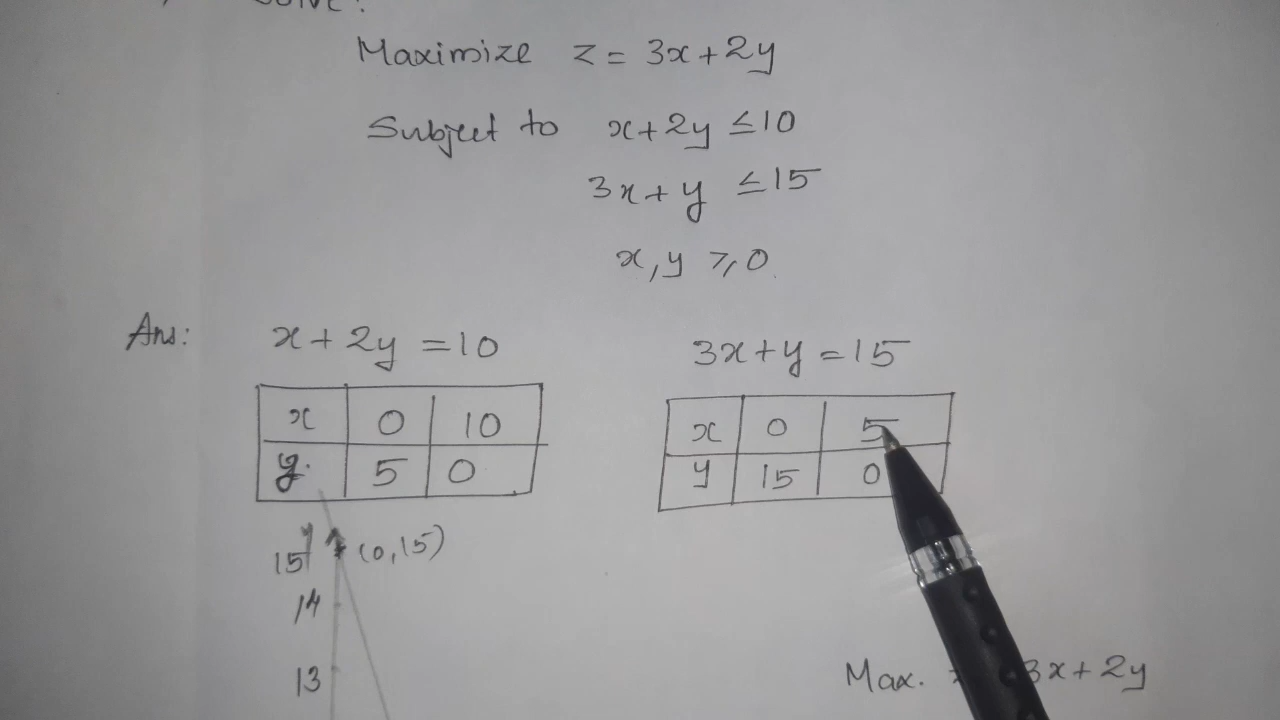 Maximize z = 3x + 2y
Subject to x + 2y ≤ 10
3x + y ≤ 15
x, y ≥ 0
Ans: x + 2y = 10 3x + y = 15
x 0 10
y 5 0
x 0 5
y 15 0
y
15 (0,15)
14
13
Max. 3x + 2y